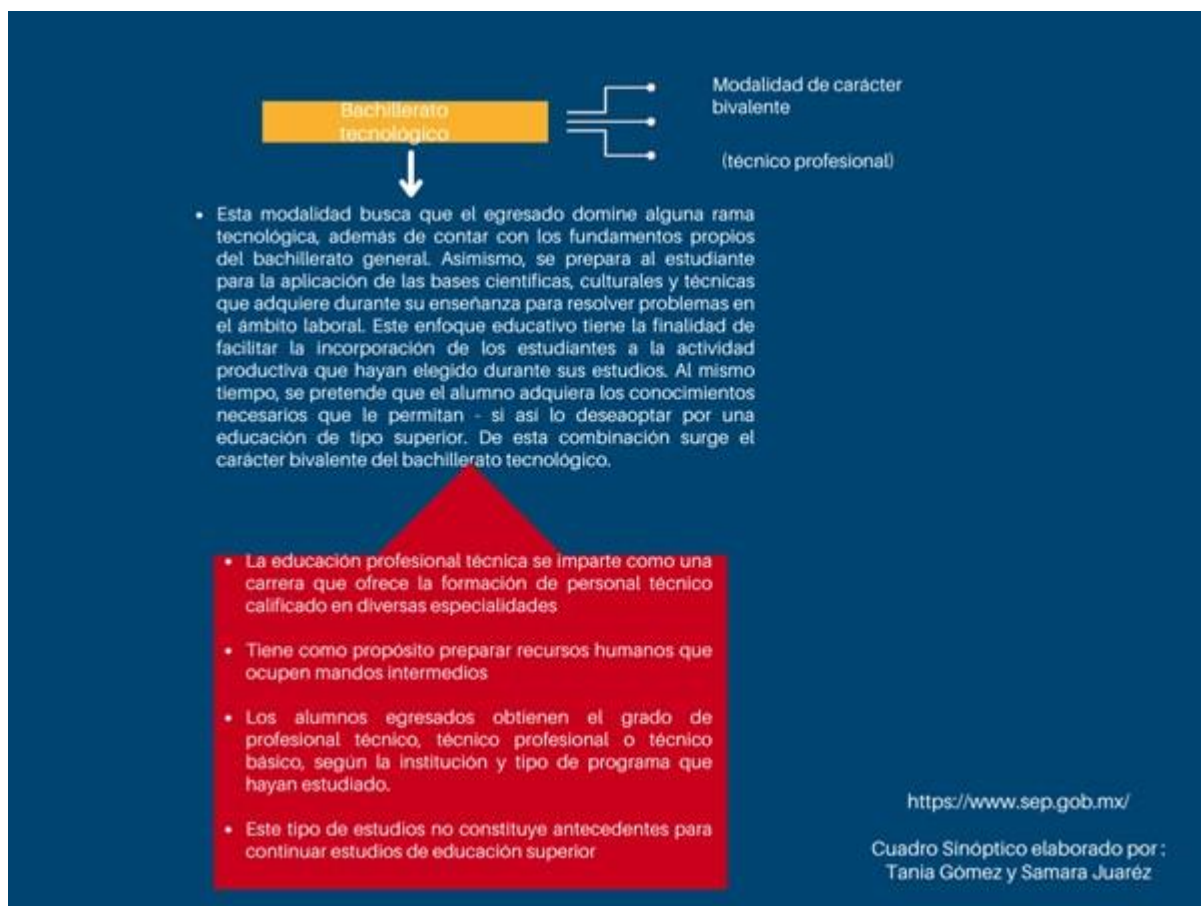 Bachillerato
tecnológico
Modalidad de carácter
bivalente
(técnico profesional)
• Esta modalidad busca que el egresado domine alguna rama
tecnológica, además de contar con los fundamentos propios
del bachillerato general. Asimismo, se prepara al estudiante
para la aplicación de las bases científicas, culturales y técnicas
que adquiere durante su enseñanza para resolver problemas en
el ámbito laboral. Este enfoque educativo tiene la finalidad de
facilitar la incorporación de los estudiantes a la actividad
productiva que hayan elegido durante sus estudios. Al mismo
tiempo, se pretende que el alumno adquiera los conocimientos
necesarios que le permitan - si así lo deseaoptar por una
educación de tipo superior. De esta combinación surge el
carácter bivalente del bachillerato tecnológico.
• La educación profesional técnica se imparte como una
carrera que ofrece la formación de personal técnico
calificado en diversas especialidades
• Tiene como propósito preparar recursos humanos que
ocupen mandos intermedios
• Los alumnos egresados obtienen el grado de
profesional técnico, técnico profesional o técnico
básico, según la institución y tipo de programa que
hayan estudiado.
• Este tipo de estudios no constituye antecedentes para
continuar estudios de educación superior
https://www.sep.gob.mx/
Cuadro Sinóptico elaborado por :
Tania Gómez y Samara Juaréz